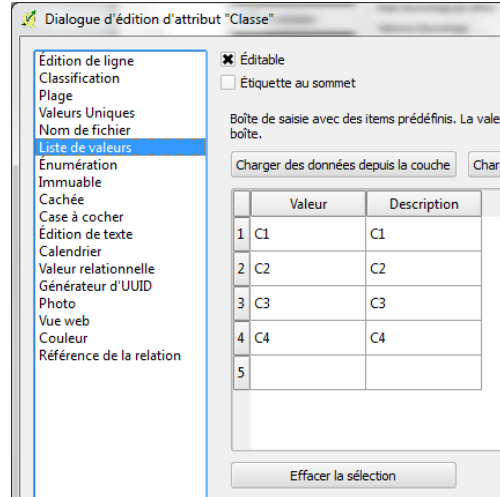 Dialogue d'édition d'attribut "Classe"
Édition de ligne
Classification
Plage
Valeurs Uniques
Nom de fichier
Liste de valeurs
Énumération
Immuable
Cachée
Case à cocher
Édition de texte
Calendrier
Valeur relationnelle
Générateur d'UUID
Photo
Vue web
Couleur
Référence de la relation
Éditable
Étiquette au sommet
Boîte de saisie avec des items prédéfinis. La vale
boîte.
Charger des données depuis la couche Char
Valeur Description
1 C1 C1
2 C2 C2
3 C3 C3
4 C4 C4
5
Effacer la sélection